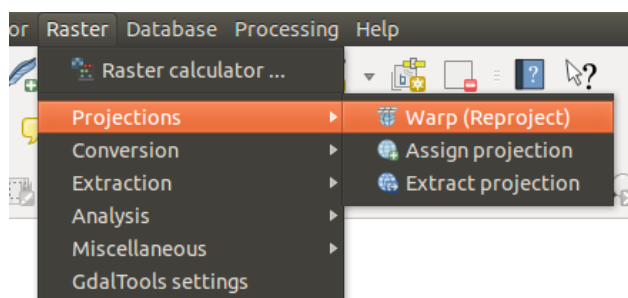 or Raster Database Processing Help
Raster calculator ...
Projections
Warp (Reproject)
Conversion
Assign projection
Extraction
Extract projection
Analysis
Miscellaneous
GdalTools settings